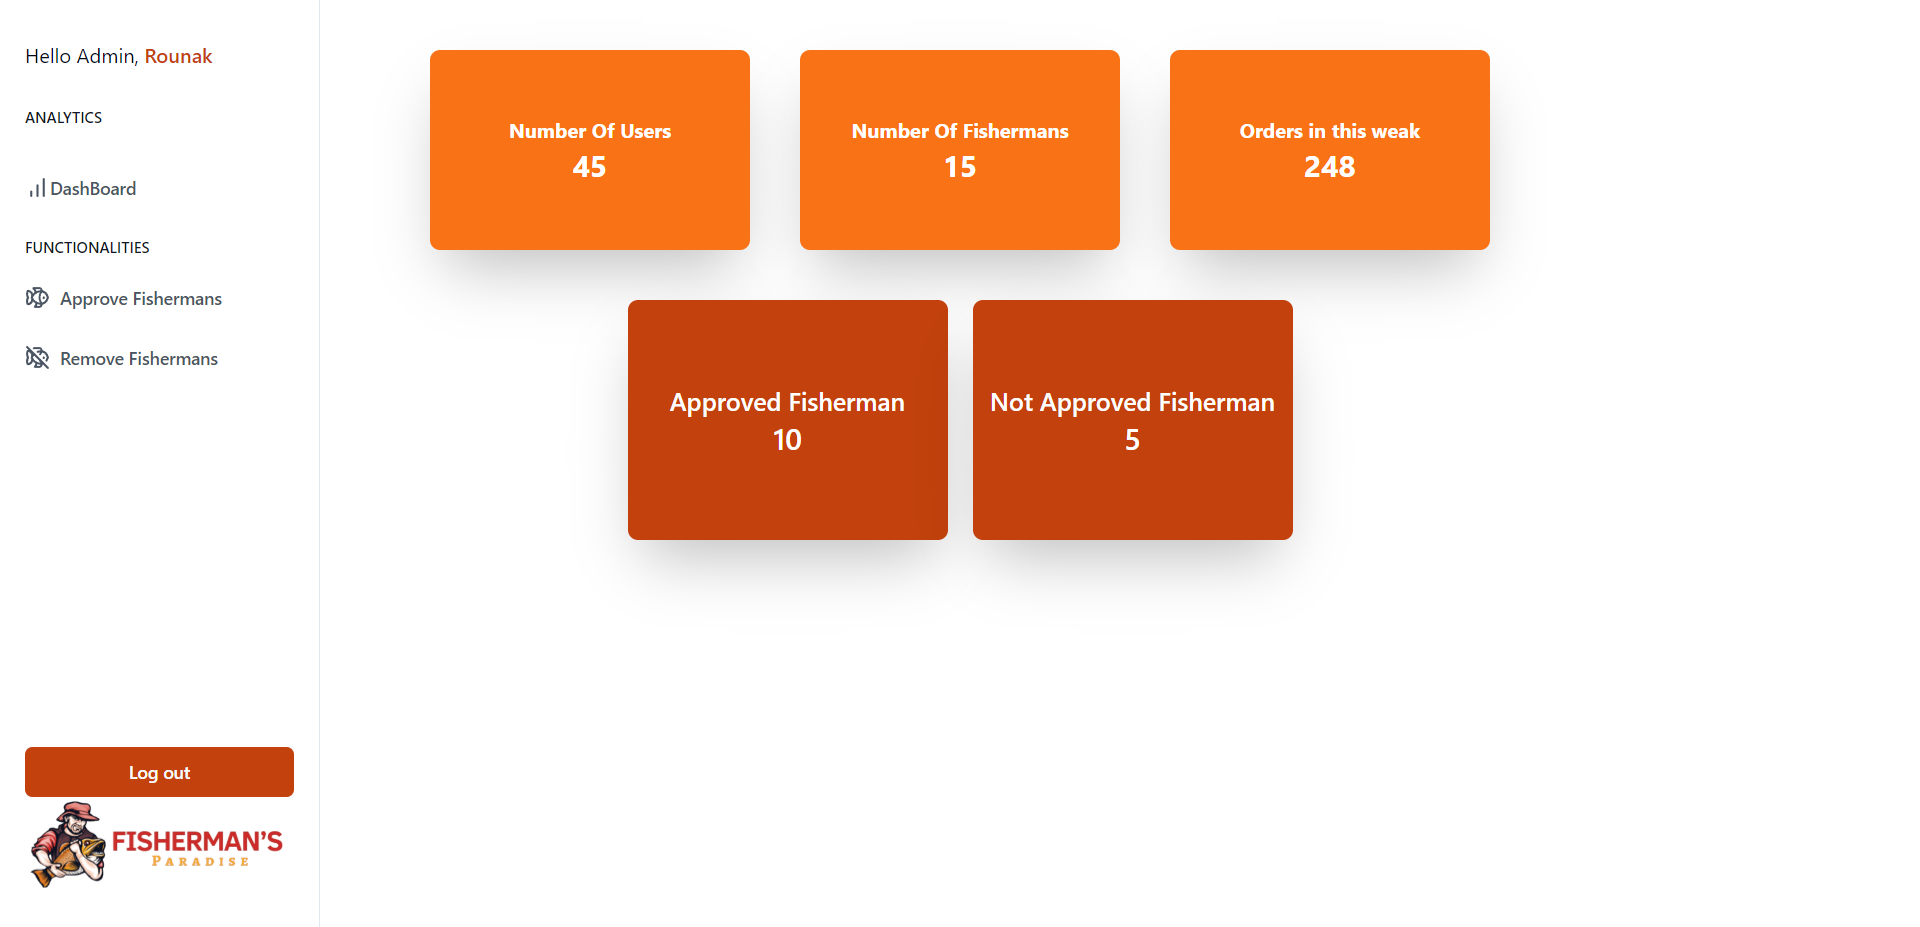 Hello Admin, Rounak
ANALYTICS
DashBoard
FUNCTIONALITIES
Approve Fishermans
Remove Fishermans
Log out
FISHERMAN'S
PARADISE
Number Of Users
45
Number Of Fishermans
15
Orders in this weak
248
Approved Fisherman
10
Not Approved Fisherman
5